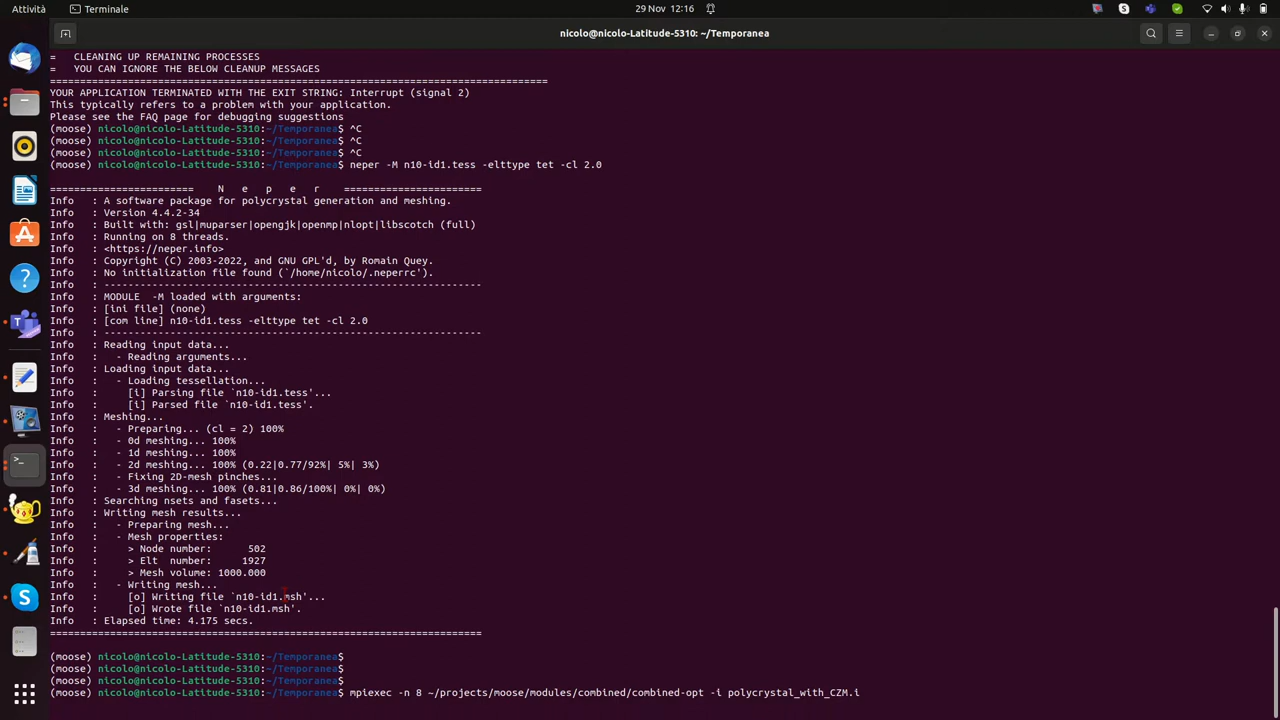 Attività
Terminale
29 Nov 12:16
nicolo@nicolo-Latitude-5310: ~/Temporanea
=   CLEANING UP REMAINING PROCESSES
=   YOU CAN IGNORE THE BELOW CLEANUP MESSAGES
===================================================================================
YOUR APPLICATION TERMINATED WITH THE EXIT STRING: Interrupt (signal 2)
This typically refers to a problem with your application.
Please see the FAQ page for debugging suggestions
(moose) nicolo@nicolo-Latitude-5310:~/Temporanea$ ^C
(moose) nicolo@nicolo-Latitude-5310:~/Temporanea$ ^C
(moose) nicolo@nicolo-Latitude-5310:~/Temporanea$ ^C
(moose) nicolo@nicolo-Latitude-5310:~/Temporanea$ neper -M n10-id1.tess -elttype tet -cl 2.0
========================    N   e   p   e   r    =======================
Info   : A software package for polycrystal generation and meshing.
Info   : Version 4.4.2-34
Info   : Built with: gsl|muparser|opengjk|openmp|nlopt|libscotch (full)
Info   : Running on 8 threads.
Info   : <https://neper.info>
Info   : Copyright (C) 2003-2022, and GNU GPL'd, by Romain Quey.
Info   : No initialization file found (`/home/nicolo/.neperrc').
Info   : ---------------------------------------------------------------
Info   : MODULE  -M loaded with arguments:
Info   : [ini file] (none)
Info   : [com line] n10-id1.tess -elttype tet -cl 2.0
Info   : ---------------------------------------------------------------
Info   : Reading input data...
Info   :   - Reading arguments...
Info   : Loading input data...
Info   :   - Loading tessellation...
Info   :     [i] Parsing file `n10-id1.tess'...
Info   :     [i] Parsed file `n10-id1.tess'.
Info   : Meshing...
Info   :   - Preparing... (cl = 2) 100%
Info   :   - 0d meshing... 100%
Info   :   - 1d meshing... 100%
Info   :   - 2d meshing... 100% (0.22|0.77/92%| 5%| 3%)
Info   :   - Fixing 2D-mesh pinches...
Info   :   - 3d meshing... 100% (0.81|0.86/100%| 0%| 0%)
Info   : Searching nsets and fasets...
Info   : Writing mesh results...
Info   :   - Preparing mesh...
Info   :   - Mesh properties:
Info   :     > Node number:      502
Info   :     > Elt  number:     1927
Info   :     > Mesh volume: 1000.000
Info   :   - Writing mesh...
Info   :     [o] Writing file `n10-id1.msh'...
Info   :     [o] Wrote file `n10-id1.msh'.
Info   : Elapsed time: 4.175 secs.
========================================================================
(moose) nicolo@nicolo-Latitude-5310:~/Temporanea$
(moose) nicolo@nicolo-Latitude-5310:~/Temporanea$
(moose) nicolo@nicolo-Latitude-5310:~/Temporanea$
(moose) nicolo@nicolo-Latitude-5310:~/Temporanea$ mpiexec -n 8 ~/projects/moose/modules/combined/combined-opt -i polycrystal_with_CZM.i